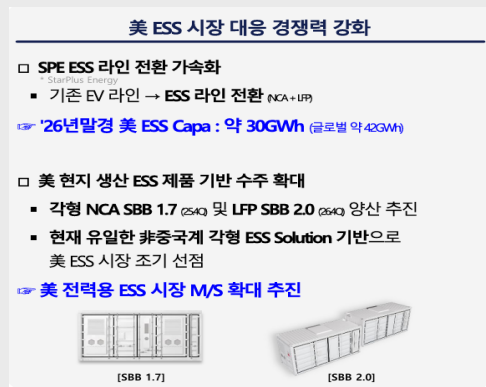 美 ESS 시장 대응 경쟁력 강화
□ SPE ESS 라인 전환 가속화
* StarPlus Energy
▪ 기존 EV 라인 → ESS 라인 전환 (NCA+LFP)
☞ '26년말경 美 ESS Capa : 약 30GWh (글로벌 약 42GWh)
□ 美 현지 생산 ESS 제품 기반 수주 확대
▪ 각형 NCA SBB 1.7 (25.4Q) 및 LFP SBB 2.0 (26.4Q) 양산 추진
▪ 현재 유일한 非중국계 각형 ESS Solution 기반으로
美 ESS 시장 조기 선점
☞ 美 전력용 ESS 시장 M/S 확대 추진
[SBB 1.7]
[SBB 2.0]